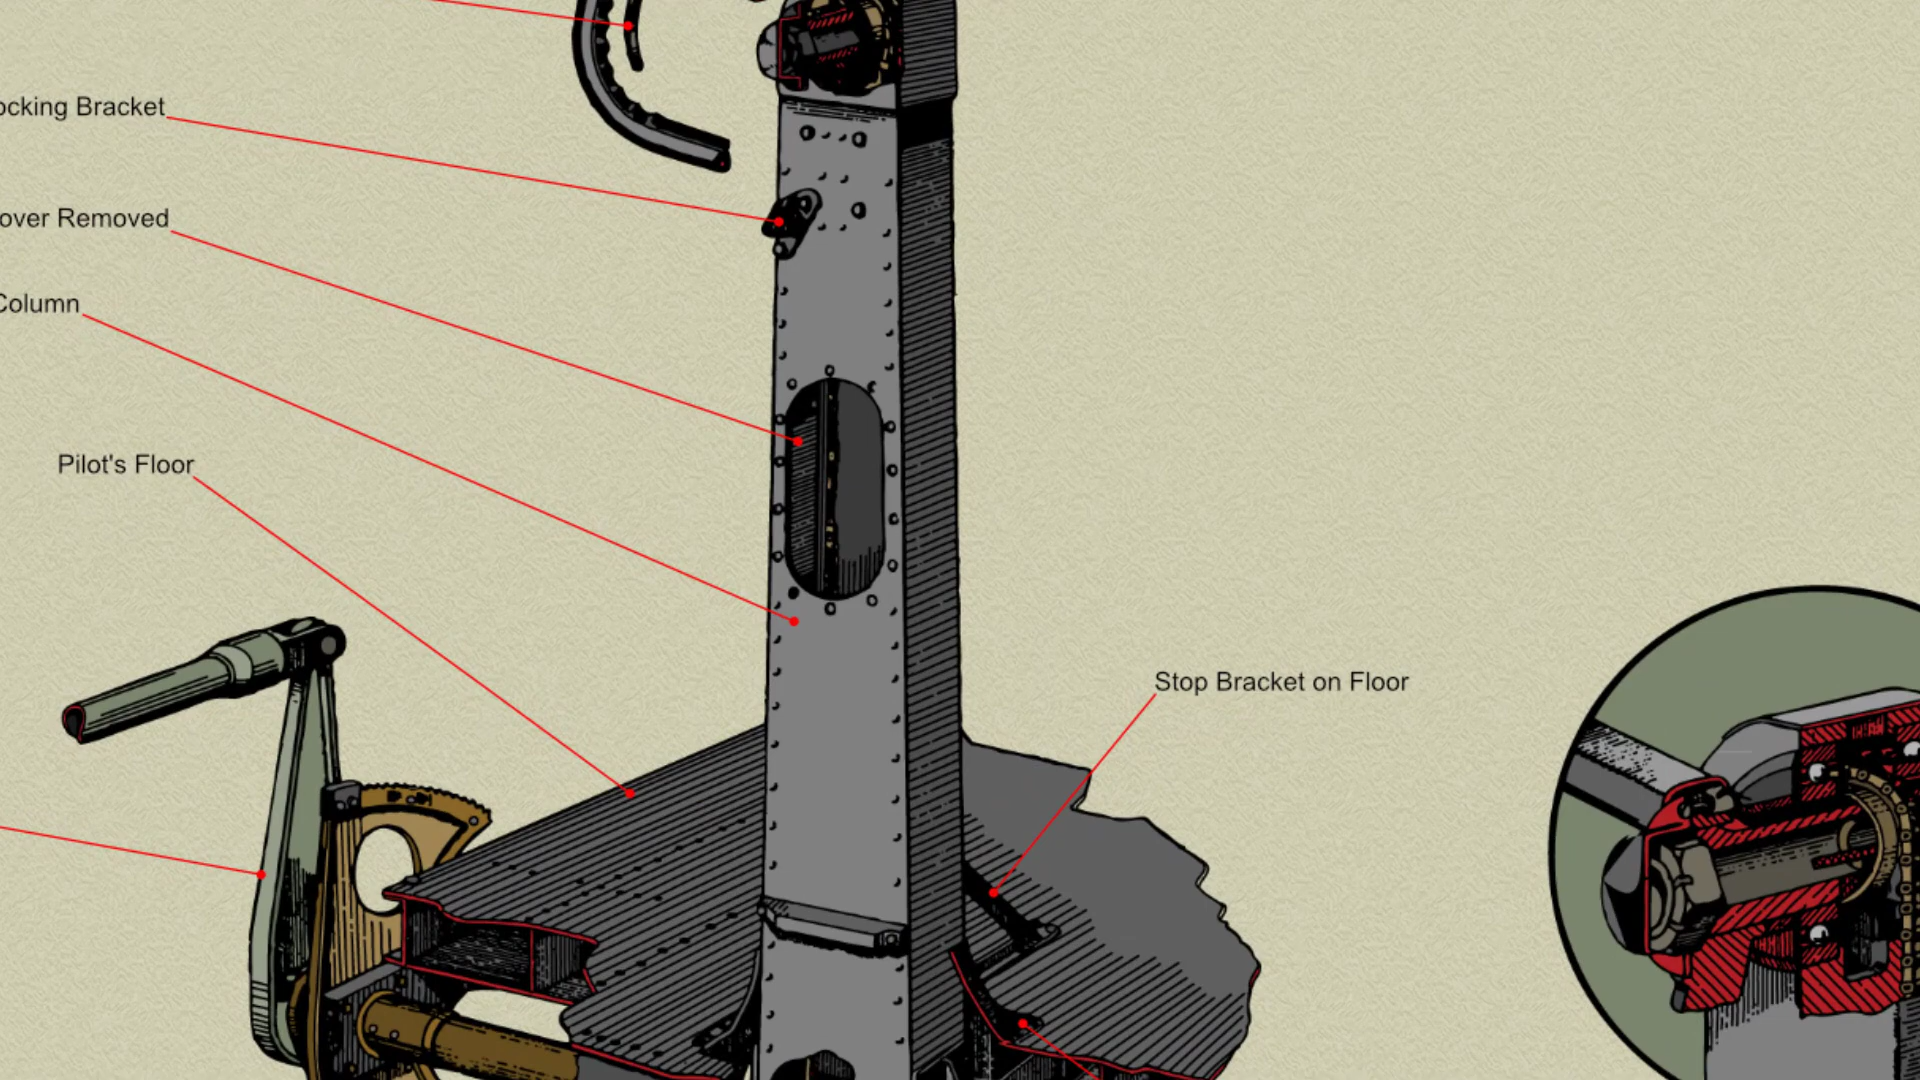 ocking Bracket
over Removed
Column
Pilot's Floor
Stop Bracket on Floor